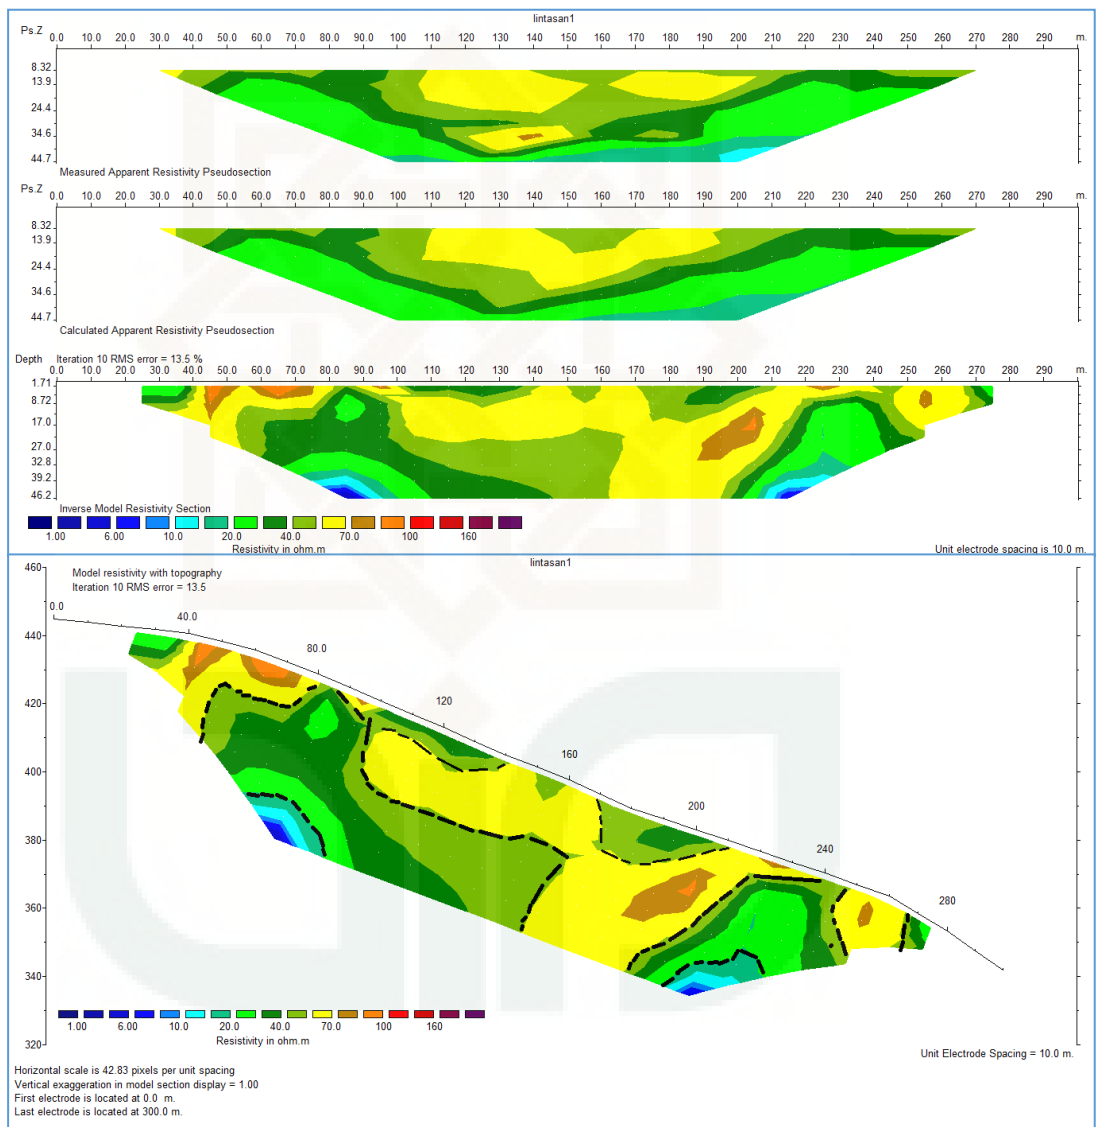 lintasan1
Ps.Z 0.0 10.0 20.0 30.0 40.0 50.0 60.0 70.0 80.0 90.0 100 110 120 130 140 150 160 170 180 190 200 210 220 230 240 250 260 270 280 290 m.
8.32
13.9
24.4
34.6
44.7
Measured Apparent Resistivity Pseudosection
Ps.Z 0.0 10.0 20.0 30.0 40.0 50.0 60.0 70.0 80.0 90.0 100 110 120 130 140 150 160 170 180 190 200 210 220 230 240 250 260 270 280 290 m.
8.32
13.9
24.4
34.6
44.7
Calculated Apparent Resistivity Pseudosection
Depth Iteration 10 RMS error = 13.5 %
0.0 10.0 20.0 30.0 40.0 50.0 60.0 70.0 80.0 90.0 100 110 120 130 140 150 160 170 180 190 200 210 220 230 240 250 260 270 280 290 m.
1.71
8.72
17.0
27.0
32.8
39.2
46.2
Inverse Model Resistivity Section
1.00 6.00 10.0 20.0 40.0 70.0 100 160
Resistivity in ohm.m
Unit electrode spacing is 10.0 m.
lintasan1
460
Model resistivity with topography
Iteration 10 RMS error = 13.5
0.0
40.0
440
80.0
420
120
160
400
200
380
240
360
280
340
1.00 6.00 10.0 20.0 40.0 70.0 100 160
Resistivity in ohm.m
320
Unit Electrode Spacing = 10.0 m.
Horizontal scale is 42.83 pixels per unit spacing
Vertical exaggeration in model section display = 1.00
First electrode is located at 0.0 m.
Last electrode is located at 300.0 m.